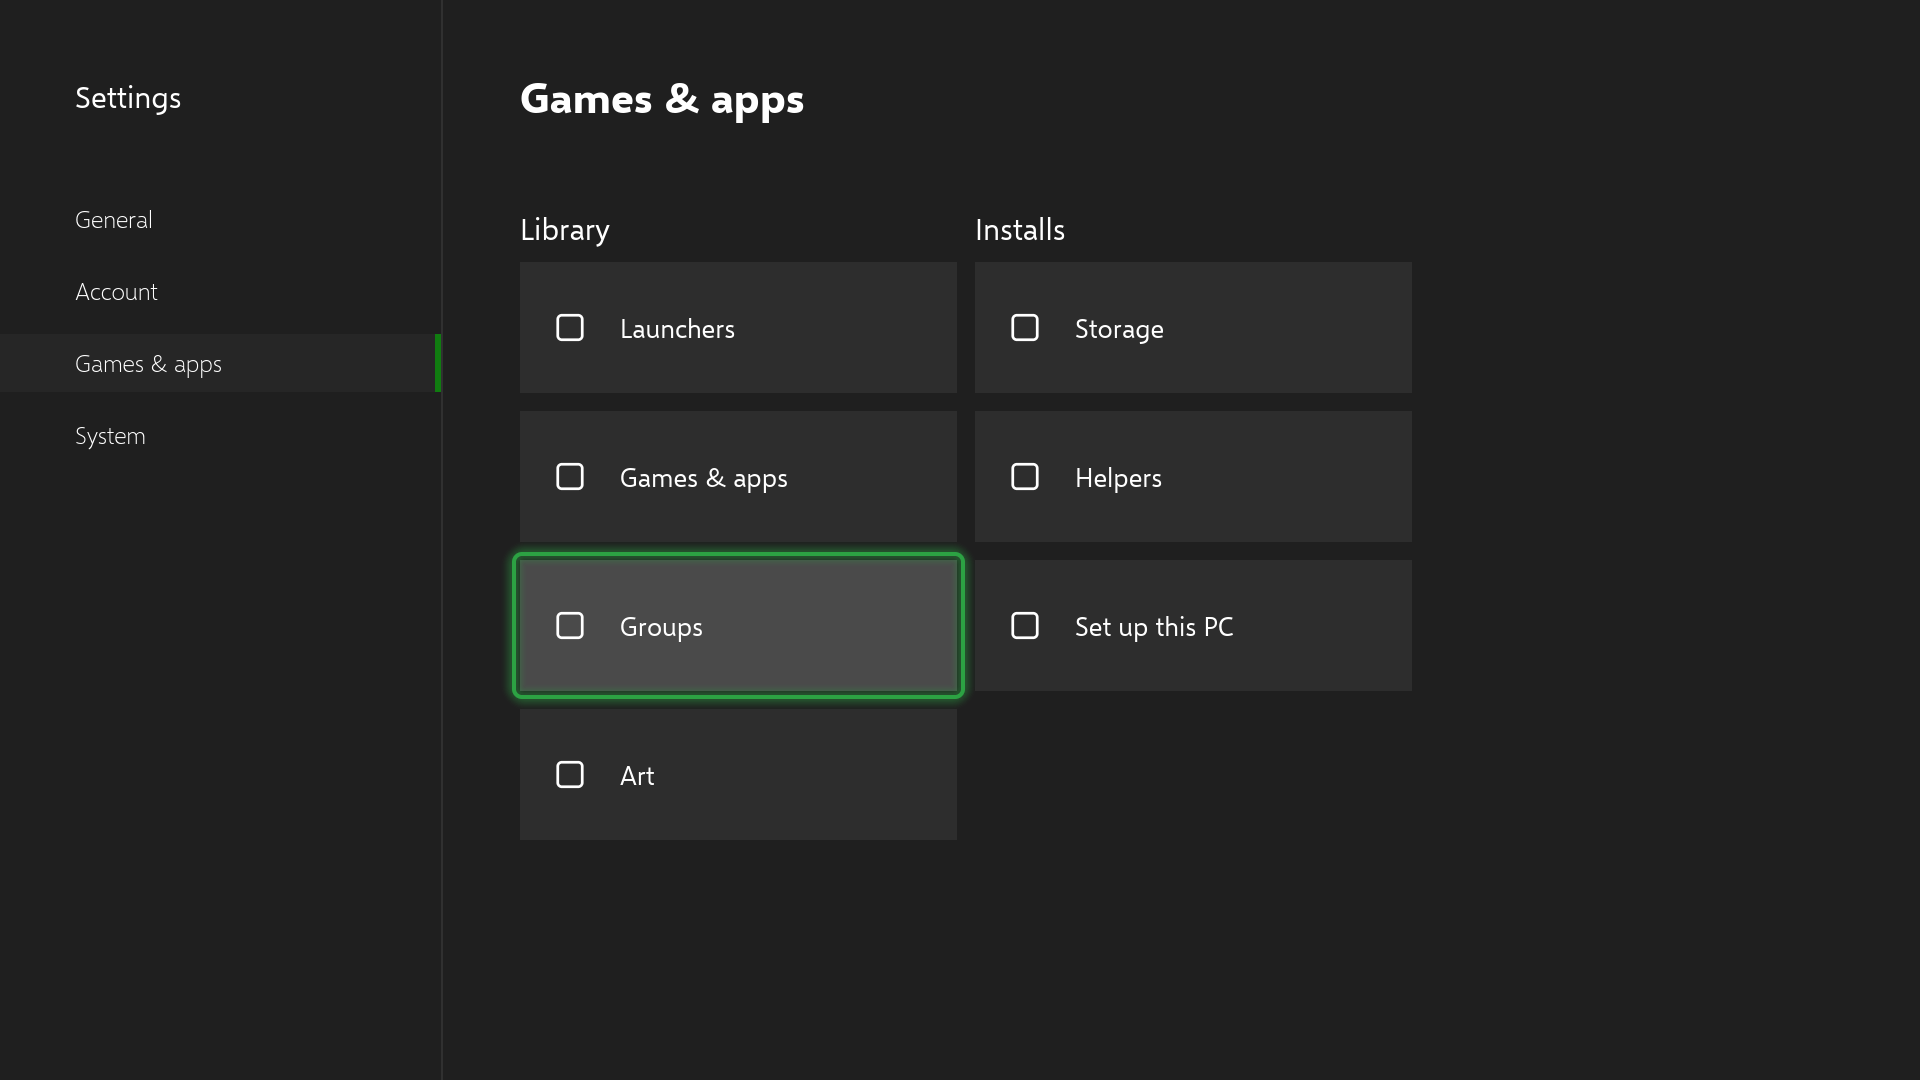 Settings
General
Account
Games & apps
System
Games & apps
Library
Launchers
Games & apps
Groups
Art
Installs
Storage
Helpers
Set up this PC